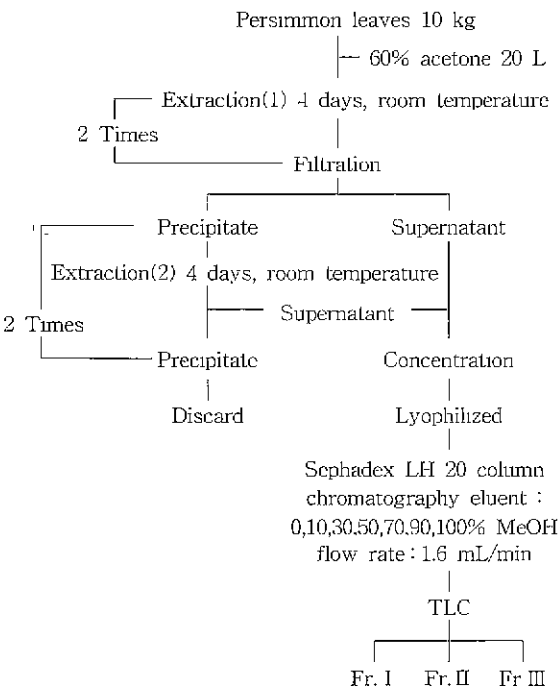 Persimmon leaves 10 kg
60% acetone 20 L
Extraction(1) 4 days, room temperature
2 Times
Filtration
Precipitate Supernatant
Extraction(2) 4 days, room temperature
Supernatant
2 Times
Precipitate Concentration
Discard Lyophilized
Sephadex LH 20 column
chromatography eluent :
0,10,30,50,70,90,100% MeOH
flow rate : 1.6 mL/min
TLC
Fr. I Fr. II Fr III